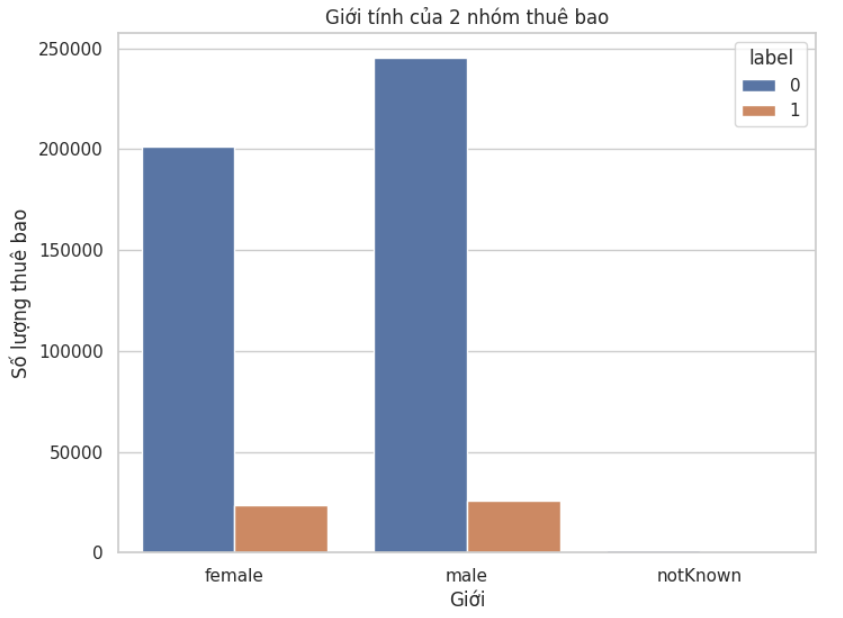 Giới tính của 2 nhóm thuê bao
250000
200000
150000
100000
50000
0
Số lượng thuê bao
label
0
1
female
male
notKnown
Giới